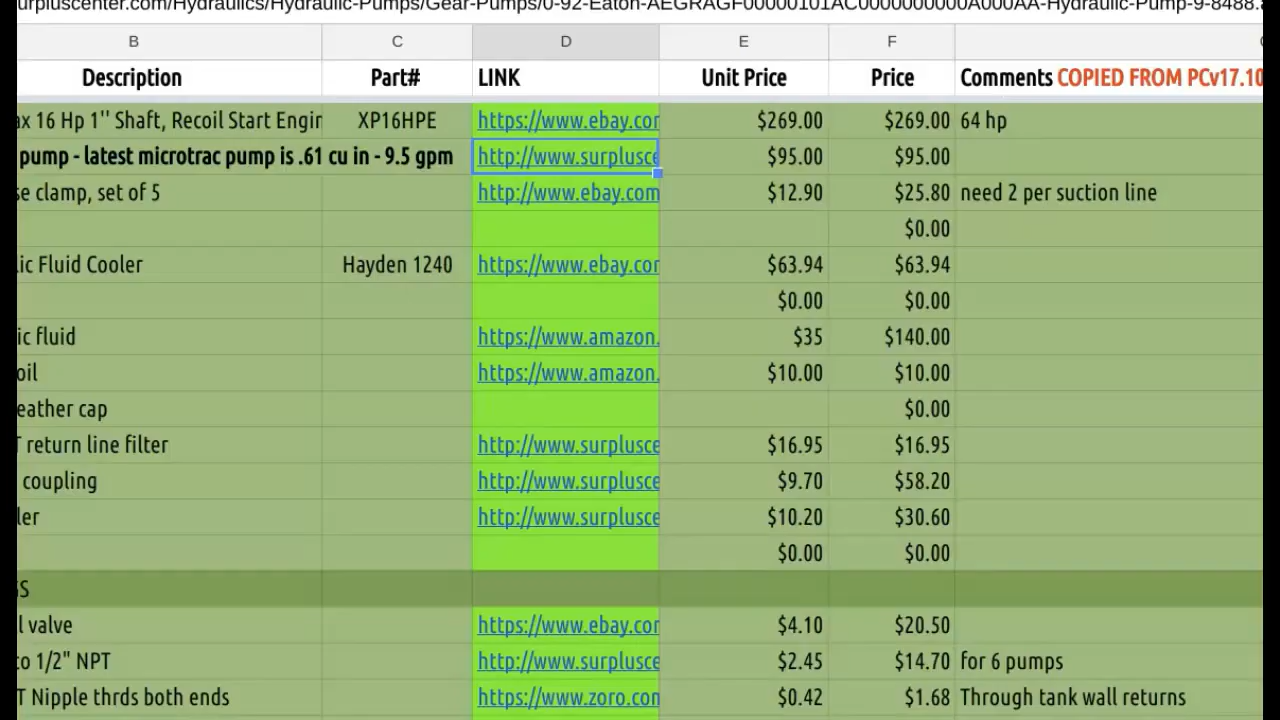 urpluscenter.com/Hydraulics/Hydraulic-Pumps/Gear-Pumps/0-92-Eaton-AEGRAGF00000101AC0000000000A000AA-Hydraulic-Pump-9-8488.a
B C D E F
Description Part# LINK Unit Price Price Comments COPIED FROM PCv17.10
ax 16 Hp 1'' Shaft, Recoil Start Engin XP16HPE https://www.ebay.cor $269.00 $269.00 64 hp
pump - latest microtrac pump is .61 cu in - 9.5 gpm http://www.surplusce $95.00 $95.00
se clamp, set of 5 http://www.ebay.com $12.90 $25.80 need 2 per suction line
$0.00
lic Fluid Cooler Hayden 1240 https://www.ebay.cor $63.94 $63.94
$0.00 $0.00
ic fluid https://www.amazon. $35 $140.00
oil https://www.amazon. $10.00 $10.00
eather cap $0.00
T return line filter http://www.surplusce $16.95 $16.95
coupling http://www.surplusce $9.70 $58.20
ler http://www.surplusce $10.20 $30.60
$0.00 $0.00
GS
l valve https://www.ebay.cor $4.10 $20.50
to 1/2" NPT http://www.surplusce $2.45 $14.70 for 6 pumps
T Nipple thrds both ends https://www.zoro.con $0.42 $1.68 Through tank wall returns